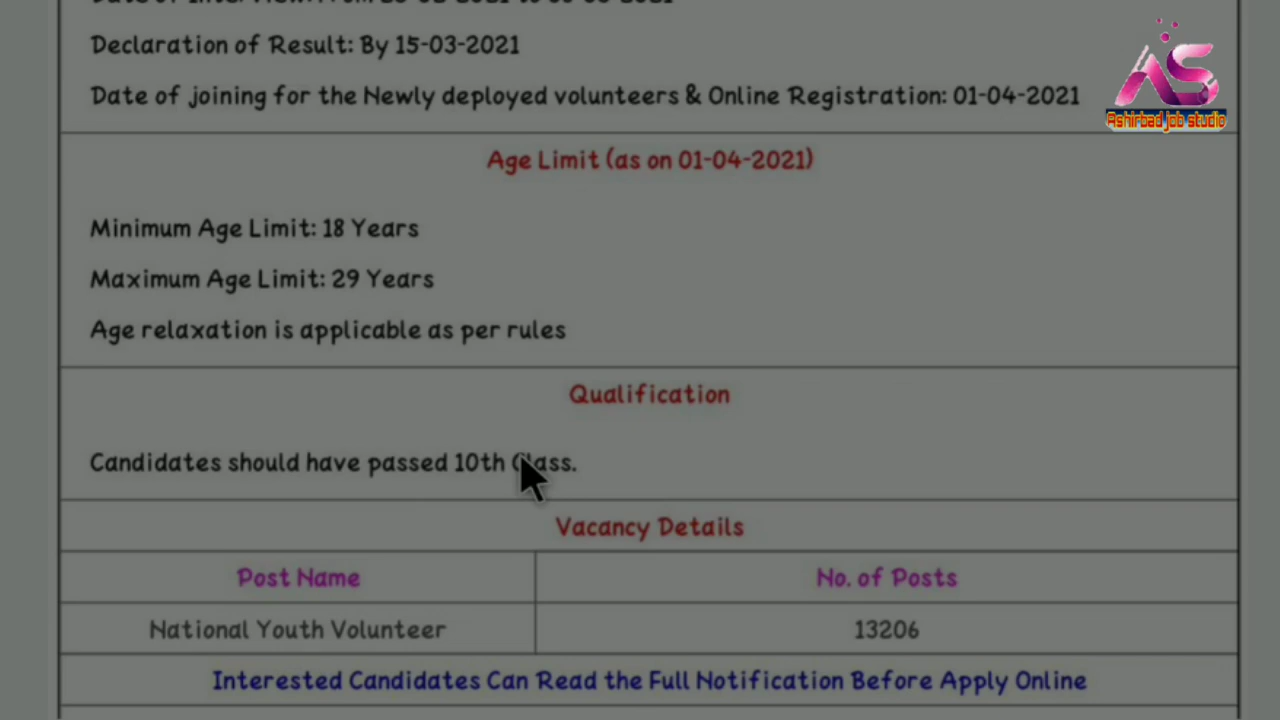 Declaration of Result: By 15-03-2021
Date of joining for the Newly deployed volunteers & Online Registration: 01-04-2021
AS
Ashirbad job studio
Age Limit (as on 01-04-2021)
Minimum Age Limit: 18 Years
Maximum Age Limit: 29 Years
Age relaxation is applicable as per rules
Qualification
Candidates should have passed 10th Class.
Vacancy Details
Post Name No. of Posts
National Youth Volunteer 13206
Interested Candidates Can Read the Full Notification Before Apply Online